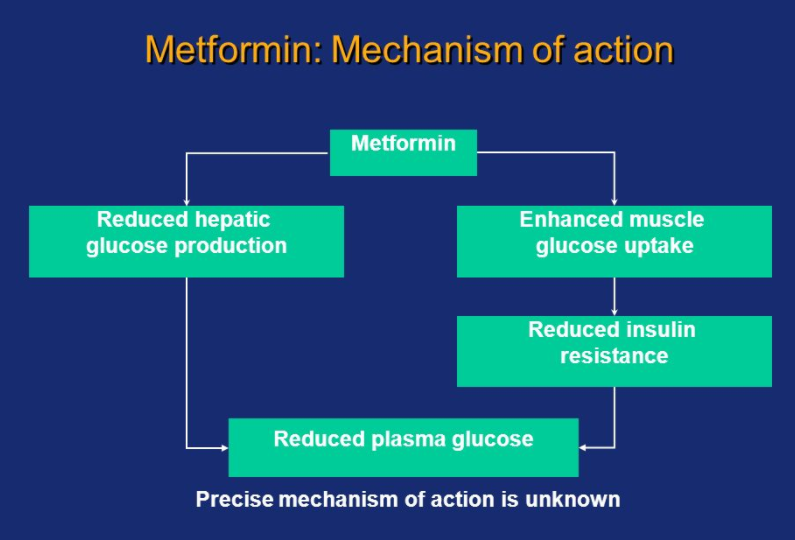 Metformin: Mechanism of action
Metformin
Reduced hepatic
glucose production
Enhanced muscle
glucose uptake
Reduced insulin
resistance
Reduced plasma glucose
Precise mechanism of action is unknown